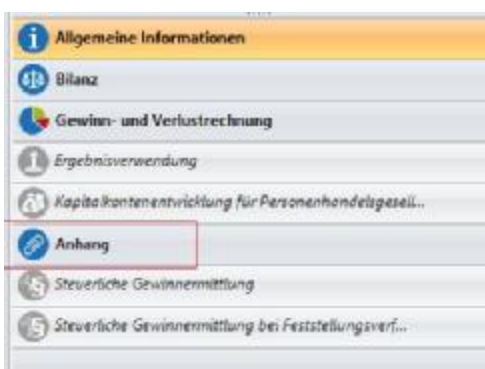 Allgemeine Informationen
Bilanz
Gewinn- und Verlustrechnung
Ergebnisverwendung
Kapitalkontenentwicklung für Personenhandelsgesell...
Anhang
Steuerliche Gewinnermittlung
Steuerliche Gewinnermittlung bei Feststellungsverf...